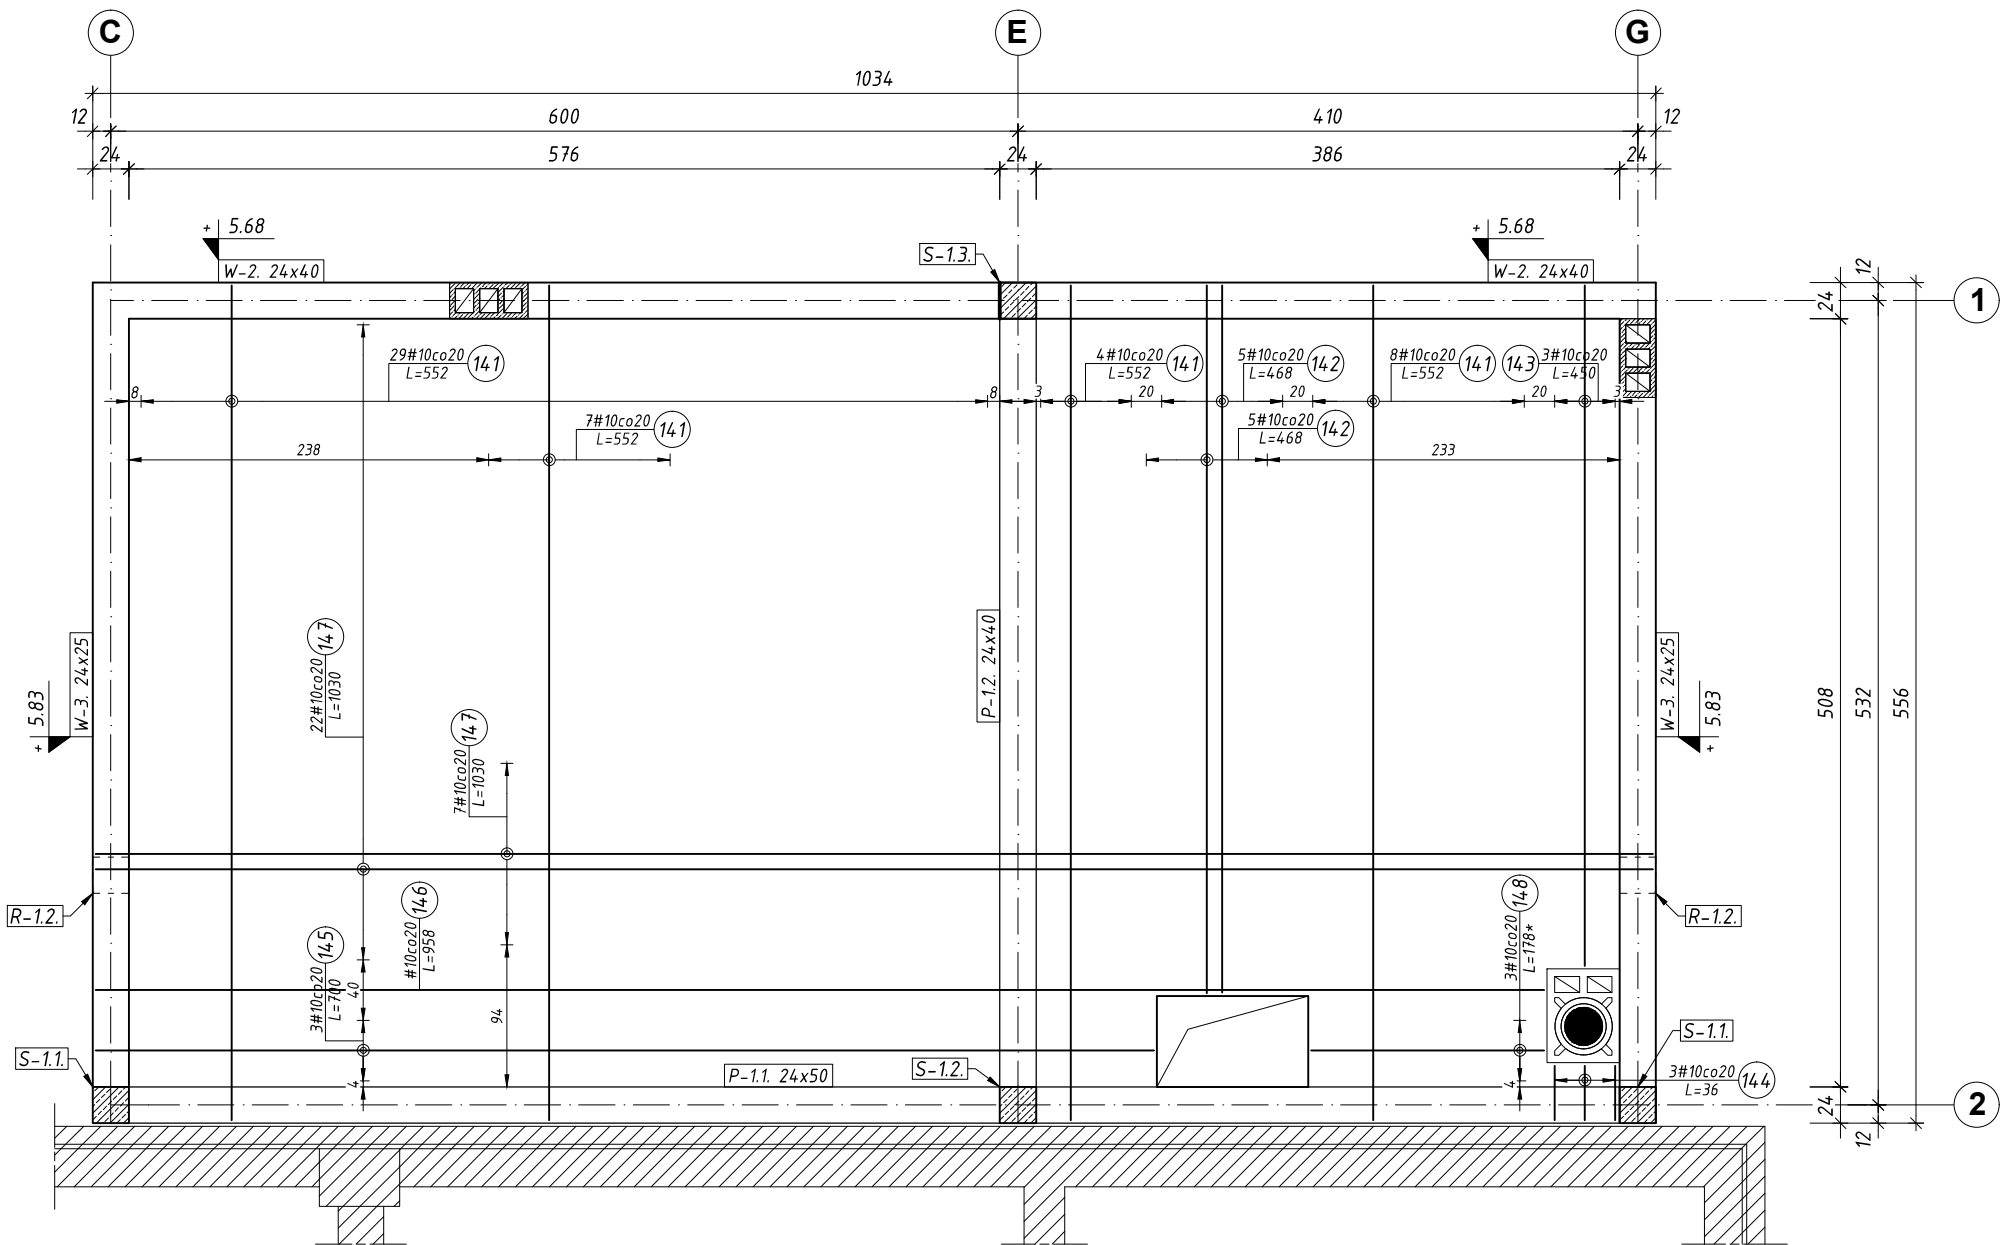 C
E
G
1034
12
600
410
12
24
576
24
386
24
+ 5.68
W-2. 24x40
S-1.3.
+ 5.68
W-2. 24x40
12
24
1
29#10co20
L=552
141
4#10co20
L=552
141
5#10co20
L=468
142
8#10co20
L=552
141
143
3#10co20
L=450
8
8
3
20
20
20
3
7#10co20
L=552
141
5#10co20
L=468
142
238
233
147
22#10co20
L=1030
W-3. 24x25
5.83
+
P-1.2. 24x40
W-3. 24x25
5.83
+
508
532
556
147
7#10co20
L=1030
146
#10co20
L=958
148
3#10co20
L=178*
R-1.2.
R-1.2.
145
3#10co20
L=700
40
94
4
S-1.1.
P-1.1. 24x50
S-1.2.
S-1.1.
4
3#10co20
L=36
144
24
12
2